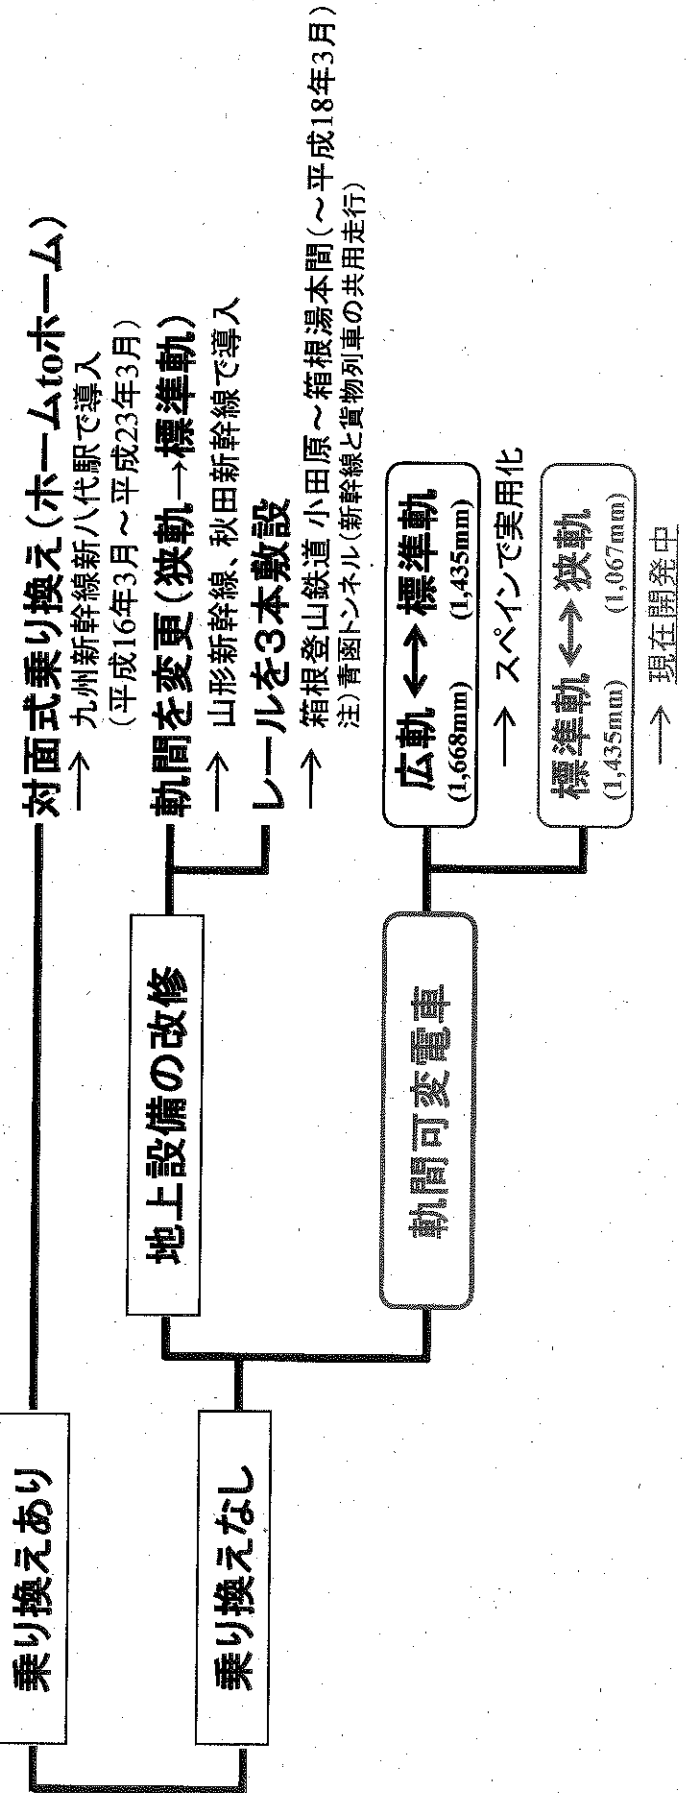 乗り換えあり
対面式乗り換え(ホームtoホーム)
→ 九州新幹線新八代駅で導入
(平成16年3月～平成23年3月)
乗り換えなし
地上設備の改修
軌間を変更(狭軌→標準軌)
→ 山形新幹線、秋田新幹線で導入
レールを3本敷設
→ 箱根登山鉄道 小田原～箱根湯本間(～平成18年3月)
注)青函トンネル(新幹線と貨物列車の共用走行)
軌間可変電車
広軌 ↔ 標準軌
(1,668mm) (1,435mm)
→ スペインで実用化
標準軌 ↔ 狭軌
(1,435mm) (1,067mm)
→ 現在開発中